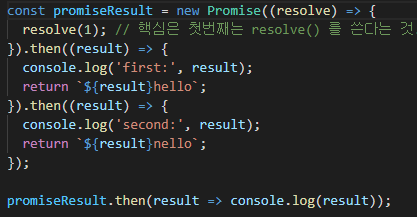 const promiseResult = new Promise((resolve) => {
  resolve(1); // 핵심은 첫번째는 resolve() 를 쓴다는 것.
}).then((result) => {
  console.log('first:', result);
  return `${result}hello`;
}).then((result) => {
  console.log('second:', result);
  return `${result}nello`;
});
promiseResult.then(result => console.log(result));